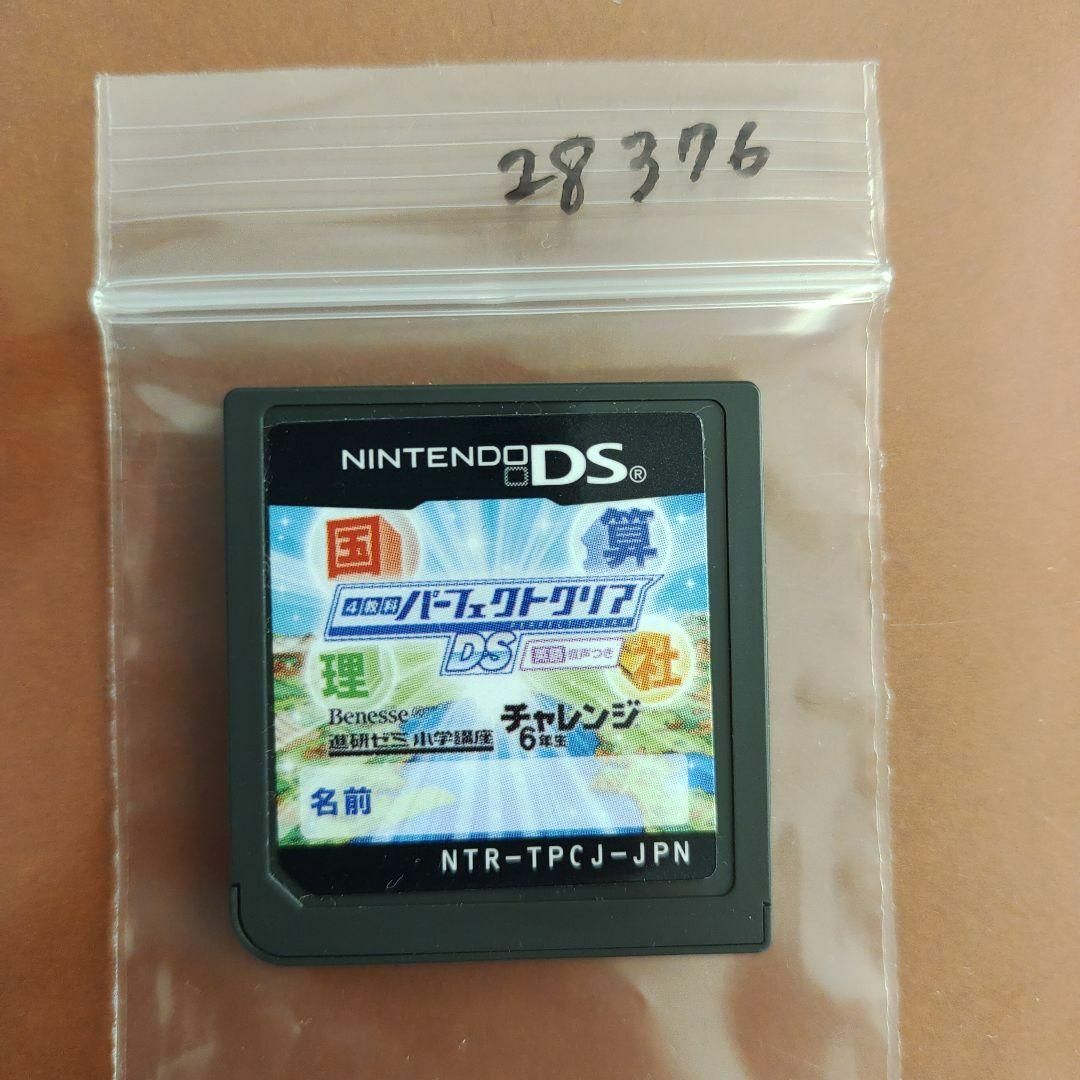 28376
NINTENDO DS®
国 算
4教科 パーフェクトクリア
DS 英語 音声つき
理 社
Benesse® チャレンジ
進研ゼミ 小学講座 6年生
名前
NTR-TPCJ-JPN